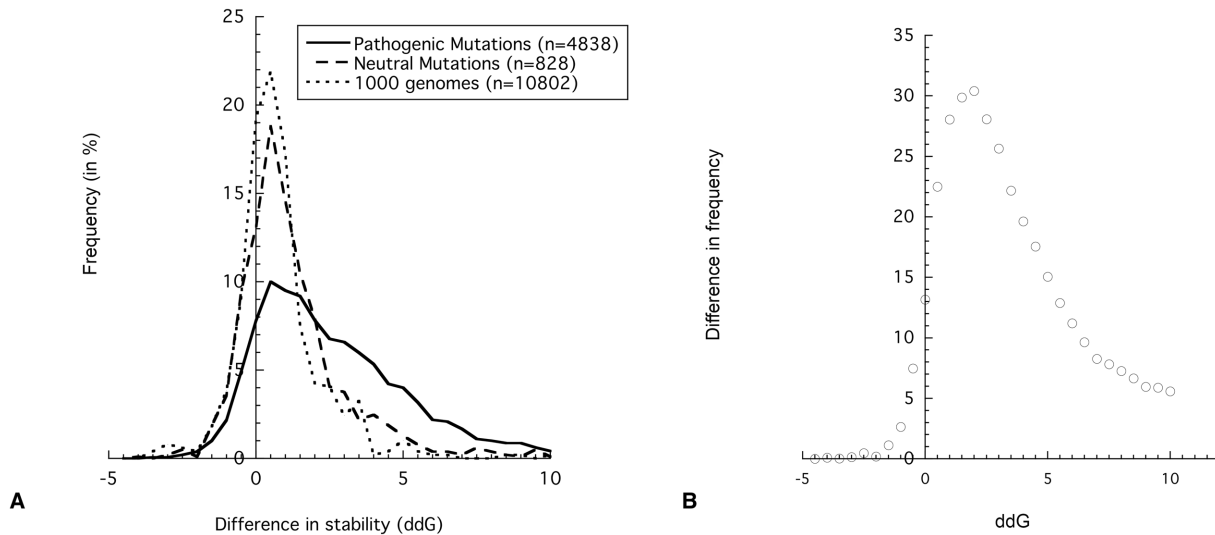 25
20
15
10
5
0
-5
0
5
10
Frequency (in %)
Difference in stability (ddG)
Pathogenic Mutations (n=4838)
Neutral Mutations (n=828)
1000 genomes (n=10802)
A
35
30
25
20
15
10
5
0
-5
0
5
10
Difference in frequency
ddG
B